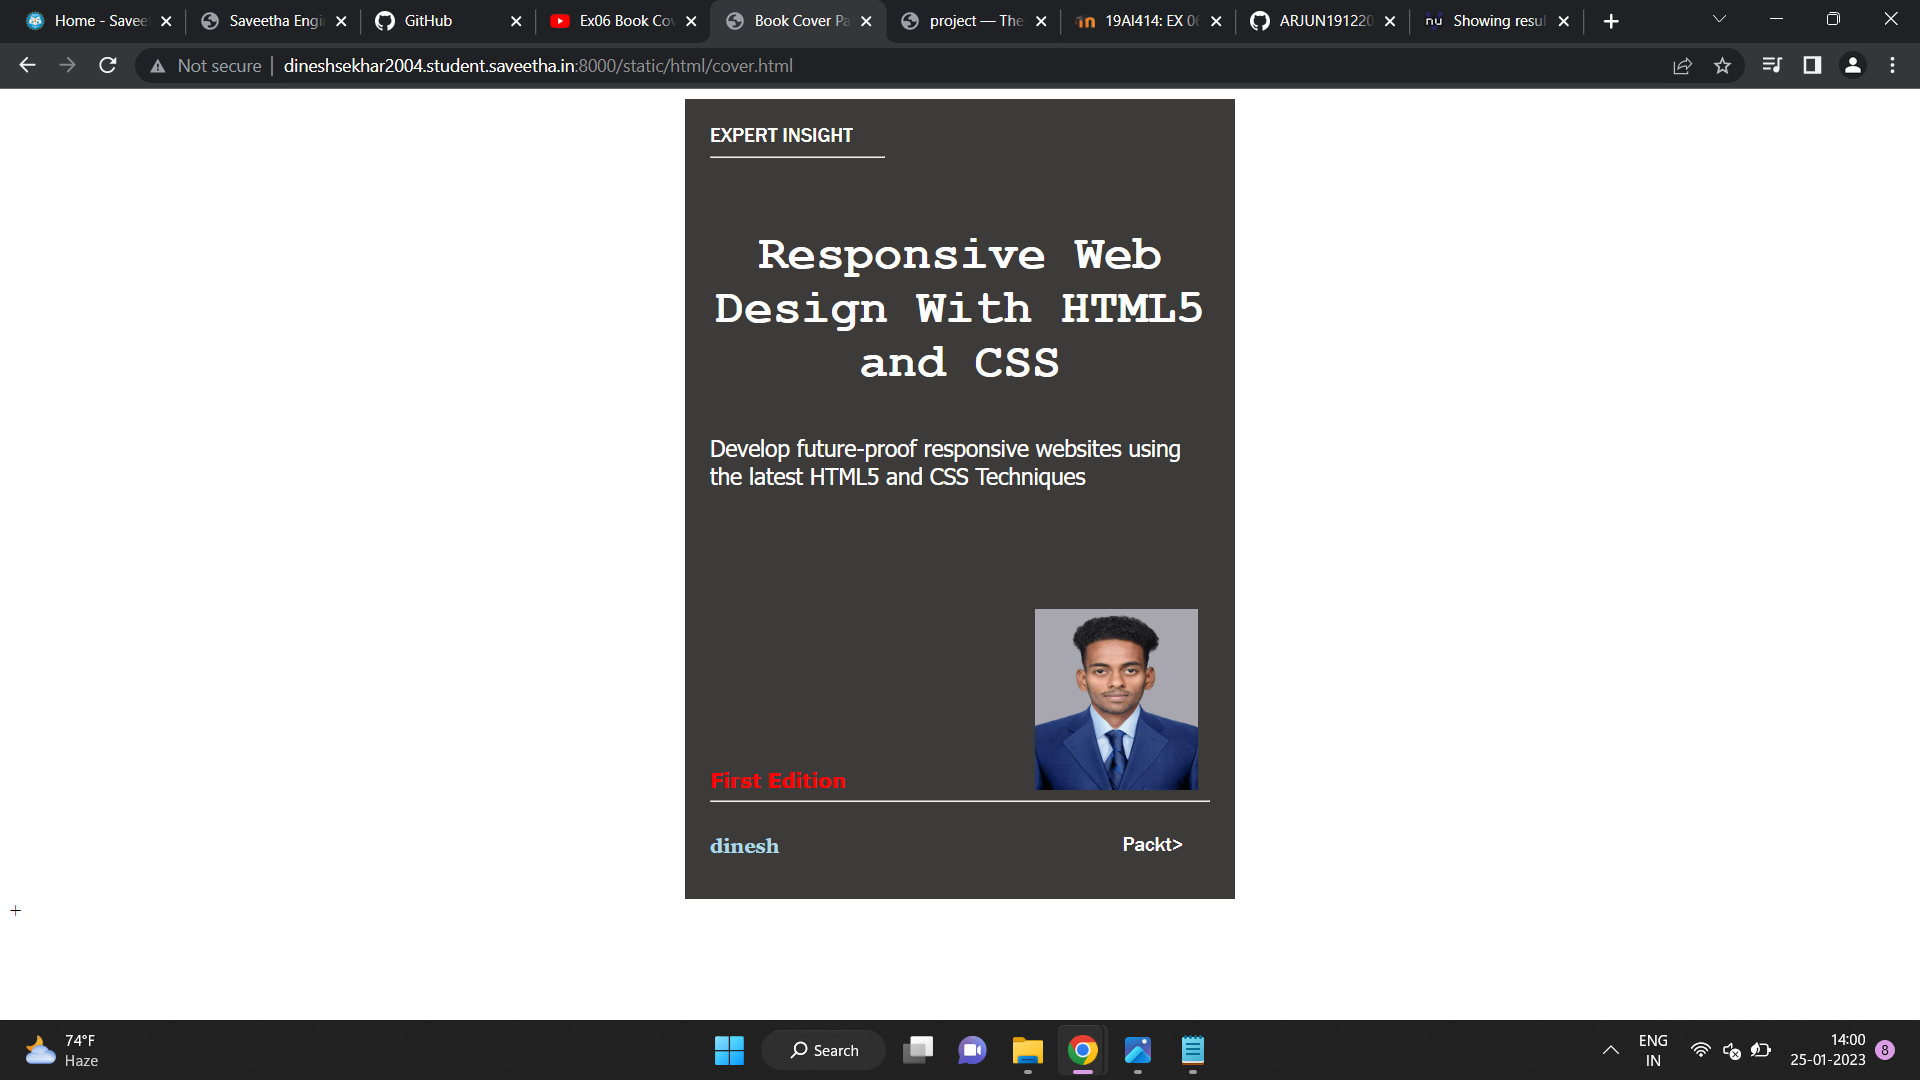 Home - Savee
Saveetha Engi
GitHub
Ex06 Book Co
Book Cover Pa
project — The
19AI414: EX 06
ARJUN191220
nu
Showing resul
Not secure
dineshsekhar2004.student.saveetha.in:8000/static/html/cover.html
EXPERT INSIGHT
Responsive Web
Design With HTML5
and CSS
Develop future-proof responsive websites using
the latest HTML5 and CSS Techniques
First Edition
dinesh
Packt>
74°F
Haze
Search
ENG
IN
14:00
25-01-2023
8